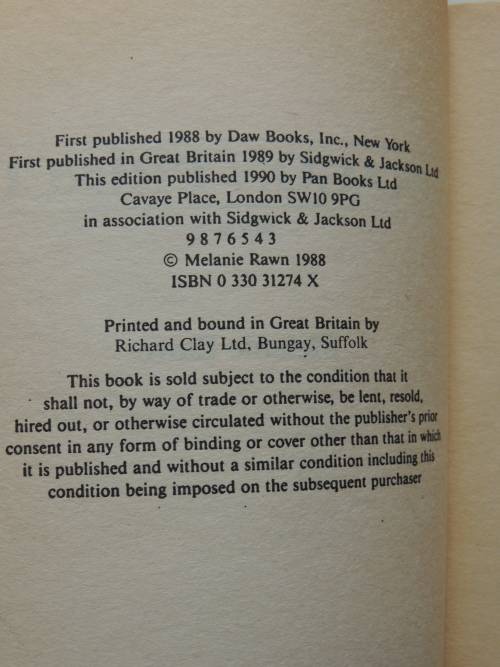 First published 1988 by Daw Books, Inc., New York
First published in Great Britain 1989 by Sidgwick & Jackson Ltd
This edition published 1990 by Pan Books Ltd
Cavaye Place, London SW10 9PG
in association with Sidgwick & Jackson Ltd
9 8 7 6 5 4 3
© Melanie Rawn 1988
ISBN 0 330 31274 X
Printed and bound in Great Britain by
Richard Clay Ltd, Bungay, Suffolk
This book is sold subject to the condition that it
shall not, by way of trade or otherwise, be lent, resold,
hired out, or otherwise circulated without the publisher's prior
consent in any form of binding or cover other than that in which
it is published and without a similar condition including this
condition being imposed on the subsequent purchaser